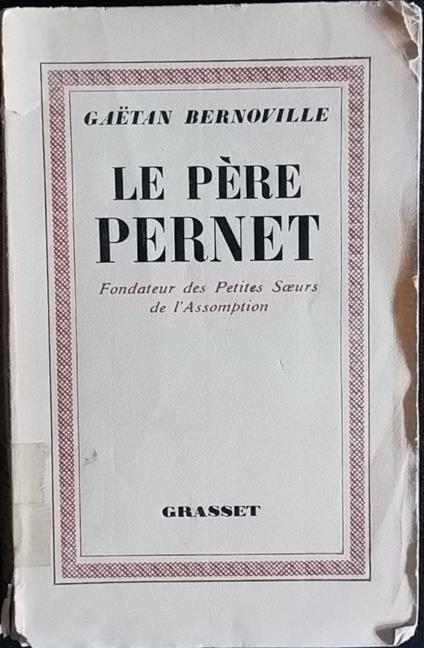 GAËTAN BERNOVILLE
LE PÈRE
PERNET
Fondateur des Petites Sœurs
de l'Assomption
GRASSET